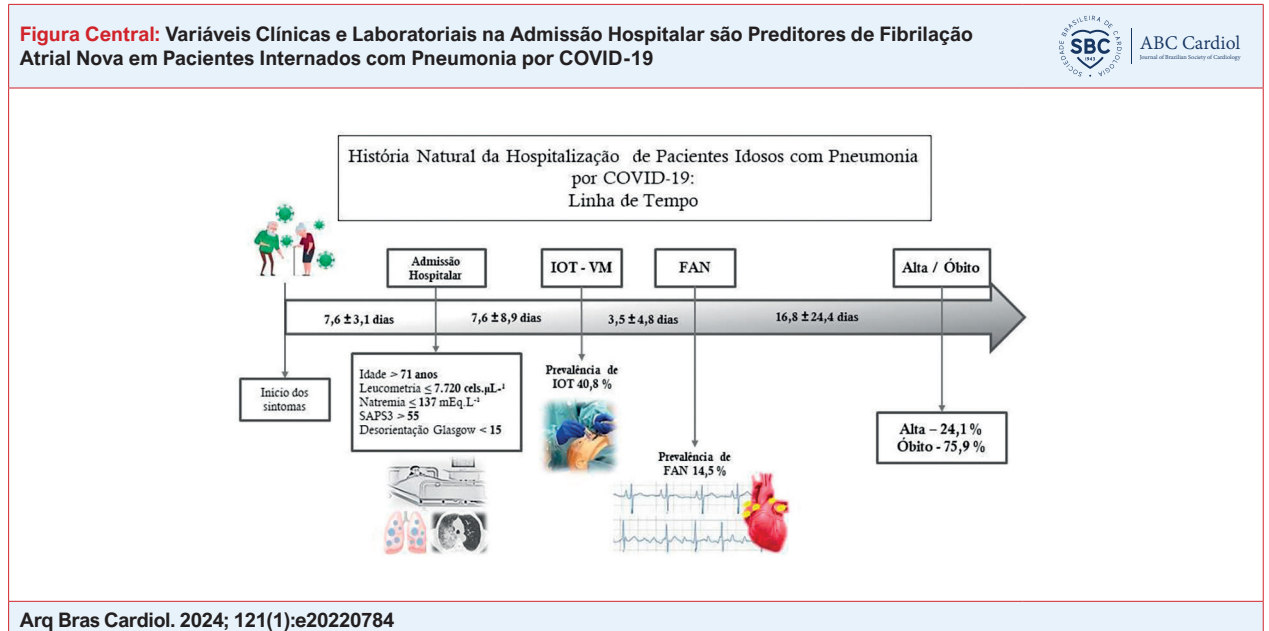 Figura Central: Variáveis Clínicas e Laboratoriais na Admissão Hospitalar são Preditores de Fibrilação
Atrial Nova em Pacientes Internados com Pneumonia por COVID-19
SOCIEDADE BRASILEIRA DE CARDIOLOGIA
SBC
1943
ABC Cardiol
Journal of Brazilian Society of Cardiology
História Natural da Hospitalização de Pacientes Idosos com Pneumonia
por COVID-19:
Linha de Tempo
Admissão
Hospitalar
IOT - VM
FAN
Alta / Óbito
7,6 ± 3,1 dias
7,6 ± 8,9 dias
3,5 ± 4,8 dias
16,8 ± 24,4 dias
Início dos
sintomas
Idade > 71 anos
Leucometria ≤ 7.720 cels.µL-¹
Natremia ≤ 137 mEq.L⁻¹
SAPS3 > 55
Desorientação Glasgow < 15
Prevalência de
IOT 40,8 %
Prevalência de
FAN 14,5 %
Alta – 24,1 %
Óbito - 75,9 %
Arq Bras Cardiol. 2024; 121(1):e20220784